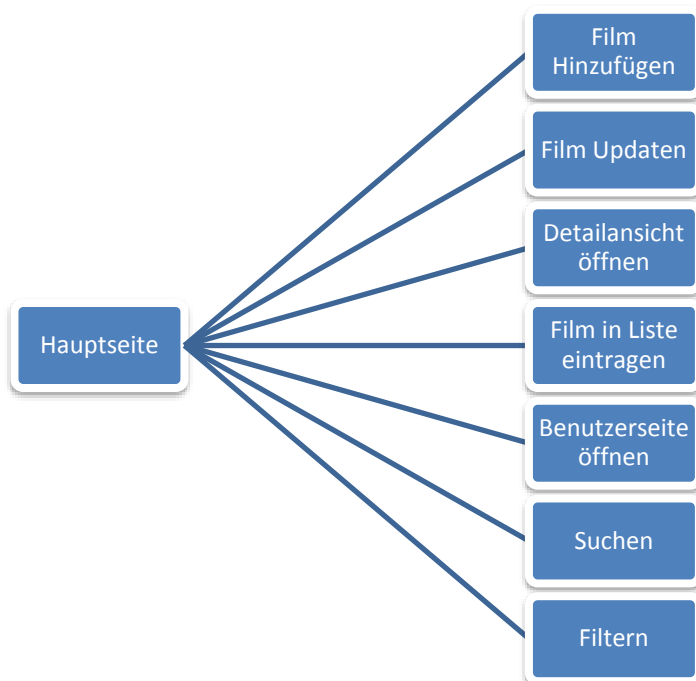 Film
Hinzufügen
Film Updaten
Detailansicht
öffnen
Hauptseite
Film in Liste
eintragen
Benutzerseite
öffnen
Suchen
Filtern